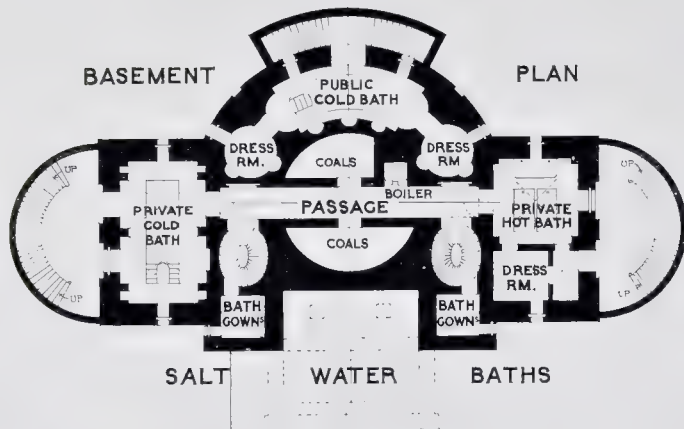 BASEMENT
PLAN
PUBLIC
COLD BATH
DRESS
RM.
COALS
DRESS
RM
BOILER
UP
UP
PRIVATE
COLD
BATH
PASSAGE
PRIVATE
HOT BATH
COALS
DRESS
RM.
UP
UP
BATH
GOWNS
BATH
GOWNS
SALT WATER BATHS